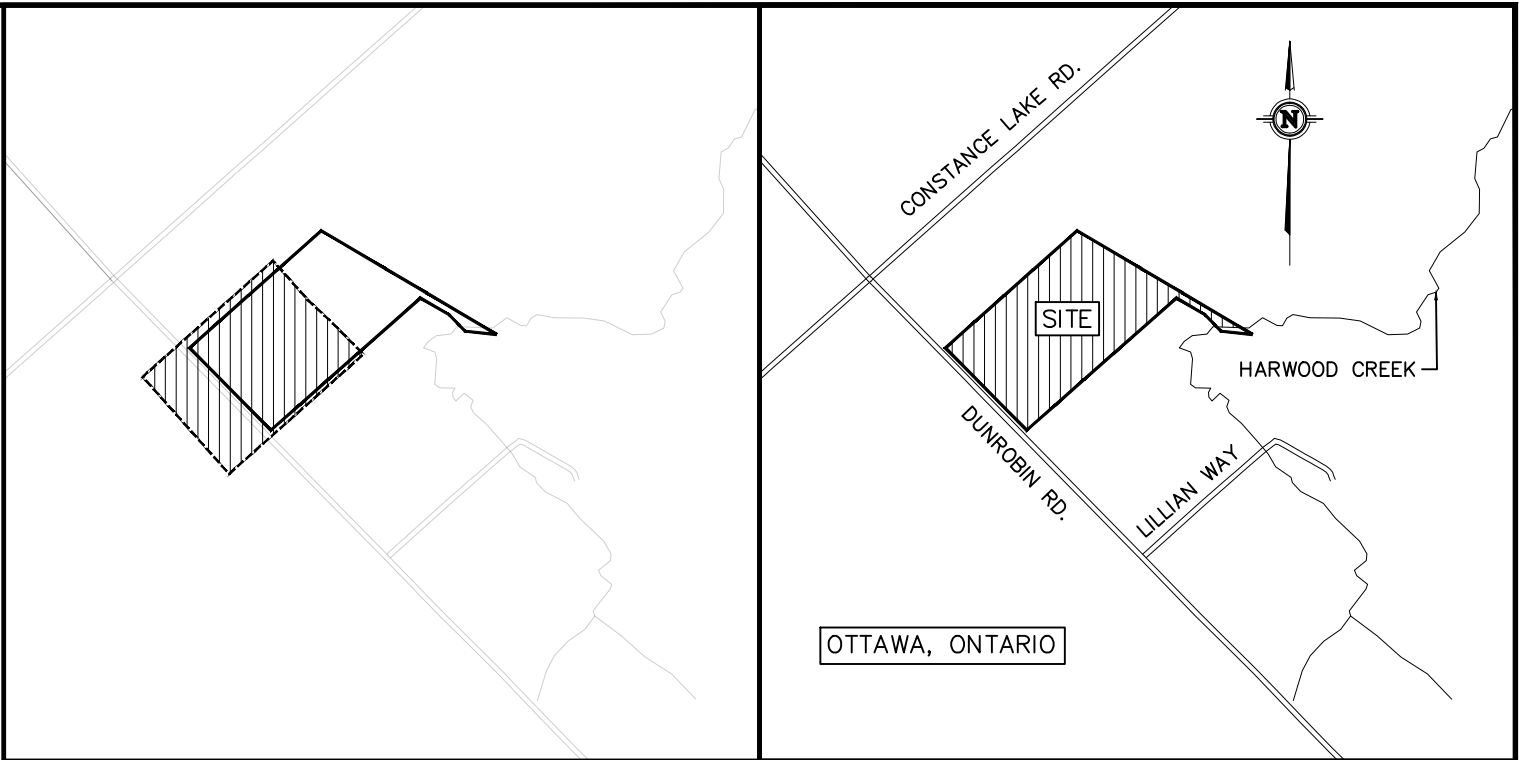 CONSTANCE LAKE RD.
N
SITE
HARWOOD CREEK
DUNROBIN RD.
LILLIAN WAY
OTTAWA, ONTARIO